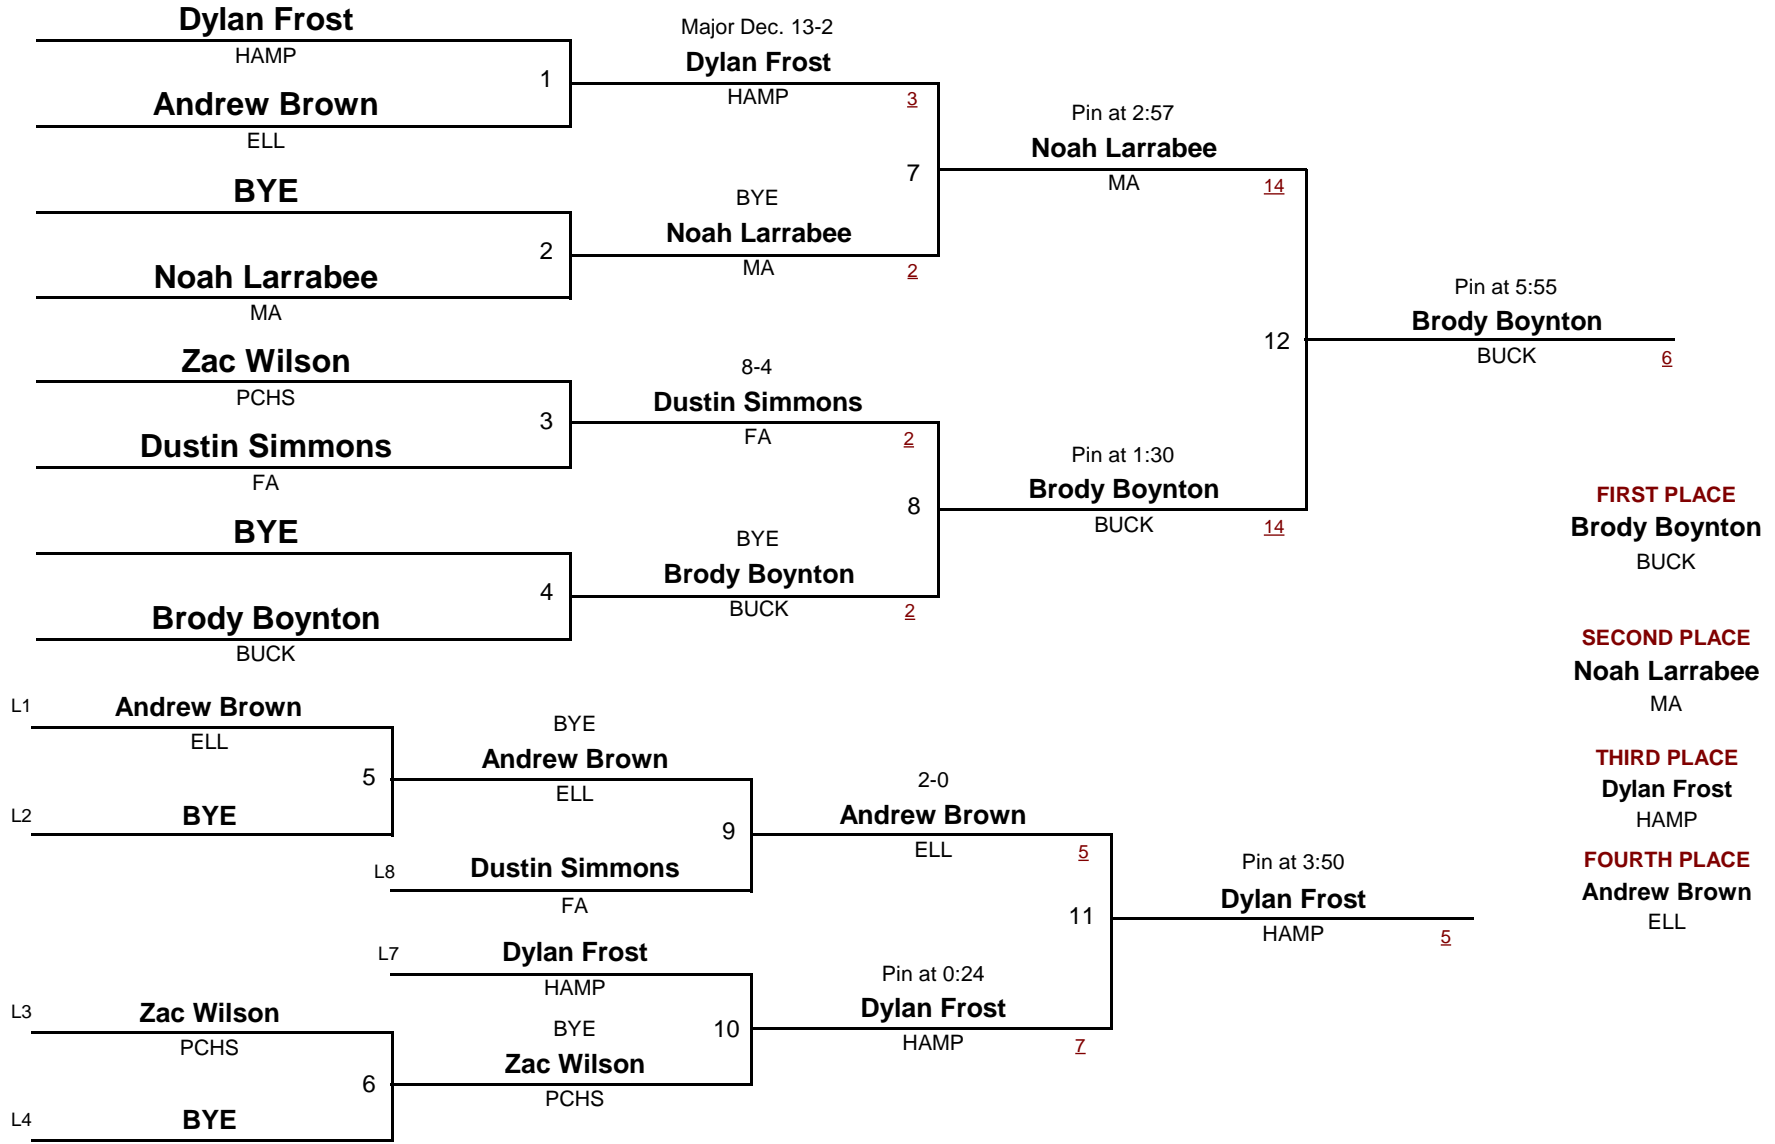 Dylan Frost
HAMP
1
Andrew Brown
ELL
BYE
2
Noah Larrabee
MA
Zac Wilson
PCHS
3
Dustin Simmons
FA
BYE
4
Brody Boynton
BUCK
Major Dec. 13-2
Dylan Frost
HAMP
3
7
BYE
Noah Larrabee
MA
2
8-4
Dustin Simmons
FA
2
8
BYE
Brody Boynton
BUCK
2
Pin at 2:57
Noah Larrabee
MA
14
12
Pin at 1:30
Brody Boynton
BUCK
14
Pin at 5:55
Brody Boynton
BUCK
6
L1
Andrew Brown
ELL
5
L2
BYE
BYE
Andrew Brown
ELL
9
L8
Dustin Simmons
FA
L7
Dylan Frost
HAMP
10
BYE
Zac Wilson
PCHS
L3
Zac Wilson
PCHS
6
L4
BYE
2-0
Andrew Brown
ELL
5
11
Pin at 0:24
Dylan Frost
HAMP
7
Pin at 3:50
Dylan Frost
HAMP
5
FIRST PLACE
Brody Boynton
BUCK
SECOND PLACE
Noah Larrabee
MA
THIRD PLACE
Dylan Frost
HAMP
FOURTH PLACE
Andrew Brown
ELL